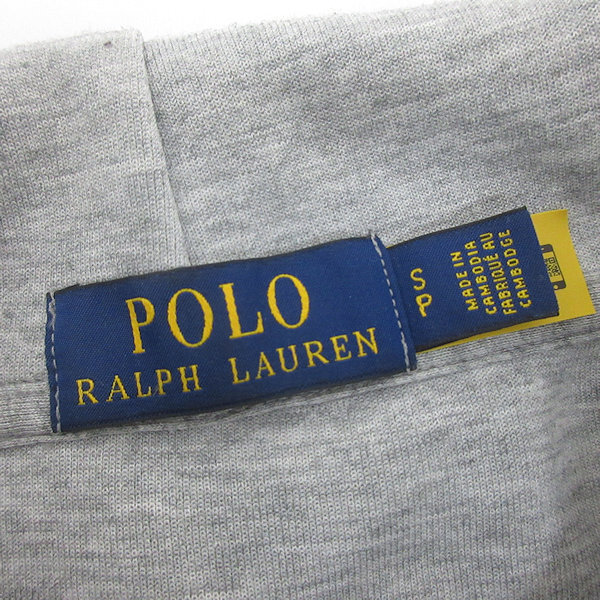 POLO
RALPH LAUREN
S
P
MADE IN
CAMBODIA
FABRIQUÉ AU
CAMBODGE